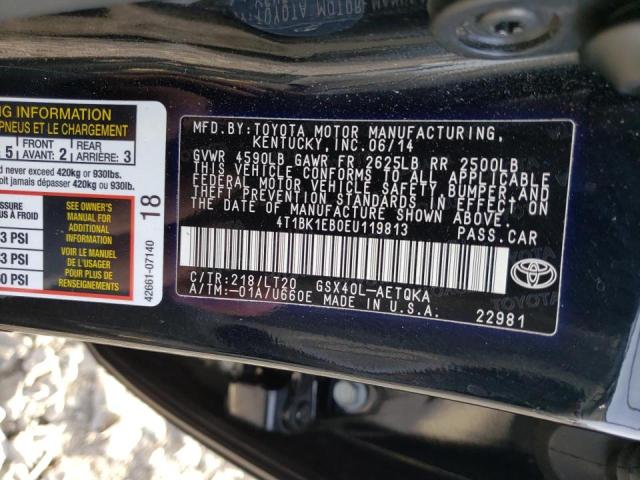 NG INFORMATION
PNEUS ET LE CHARGEMENT
5 FRONT AVANT: 2 REAR ARRIÈRE: 3
d never exceed 420kg or 930lbs.
oit jamais dépasser 420kg ou 930lbs.
PRESSURE
US À FROID
3 PSI
3 PSI
0 PSI
SEE OWNER'S
MANUAL FOR
ADDITIONAL
INFORMATION
VOIR LE MANUEL
DE L'USAGER
POUR PLUS DE
RENSEIGNEMENTS
18
42661-07140
MFD. BY: TOYOTA MOTOR MANUFACTURING,
KENTUCKY, INC. 06/14
GVWR 4590LB GAWR FR 2625LB RR 2500LB
THIS VEHICLE CONFORMS TO ALL APPLICABLE
FEDERAL MOTOR VEHICLE SAFETY, BUMPER, AND
THEFT PREVENTION STANDARDS IN EFFECT ON
THE DATE OF MANUFACTURE SHOWN ABOVE.
4T1BK1EB0EU119813 PASS.CAR
C/TR:218/LT20 GSX40L-AETQKA
A/TM:-01A/U660E MADE IN U.S.A.
TOYOTA
22981